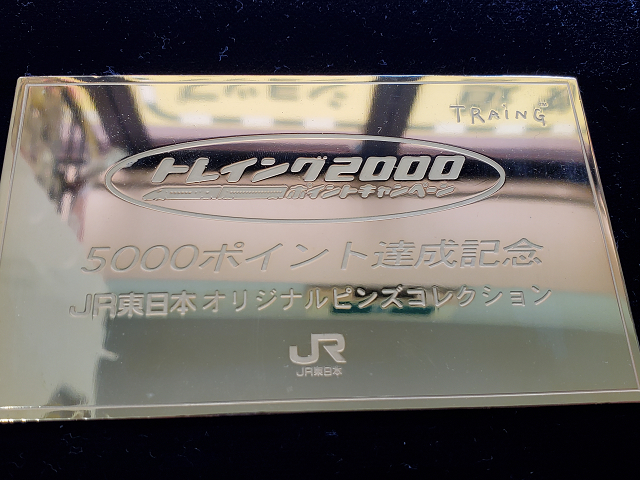 TRAiNG
トレイング2000
ポイントキャンペーン
5000ポイント達成記念
JR東日本オリジナルピンズコレクション
JR
JR東日本